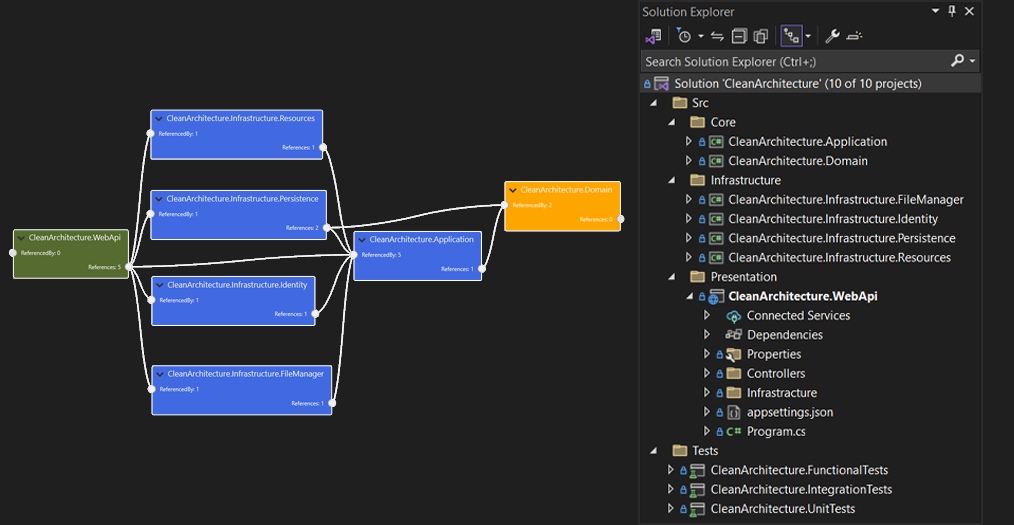 CleanArchitecture.Infrastructure.Resources
ReferencedBy: 1
References: 1
CleanArchitecture.Infrastructure.Persistence
ReferencedBy: 1
References: 2
CleanArchitecture.Domain
ReferencedBy: 2
References: 0
CleanArchitecture.WebApi
ReferencedBy: 0
References: 5
CleanArchitecture.Application
ReferencedBy: 5
References: 1
CleanArchitecture.Infrastructure.Identity
ReferencedBy: 1
References: 1
CleanArchitecture.Infrastructure.FileManager
ReferencedBy: 1
References: 1
Solution Explorer
Search Solution Explorer (Ctrl+;)
Solution 'CleanArchitecture' (10 of 10 projects)
Src
Core
CleanArchitecture.Application
CleanArchitecture.Domain
Infrastructure
CleanArchitecture.Infrastructure.FileManager
CleanArchitecture.Infrastructure.Identity
CleanArchitecture.Infrastructure.Persistence
CleanArchitecture.Infrastructure.Resources
Presentation
CleanArchitecture.WebApi
Connected Services
Dependencies
Properties
Controllers
Infrastracture
appsettings.json
Program.cs
Tests
CleanArchitecture.FunctionalTests
CleanArchitecture.IntegrationTests
CleanArchitecture.UnitTests